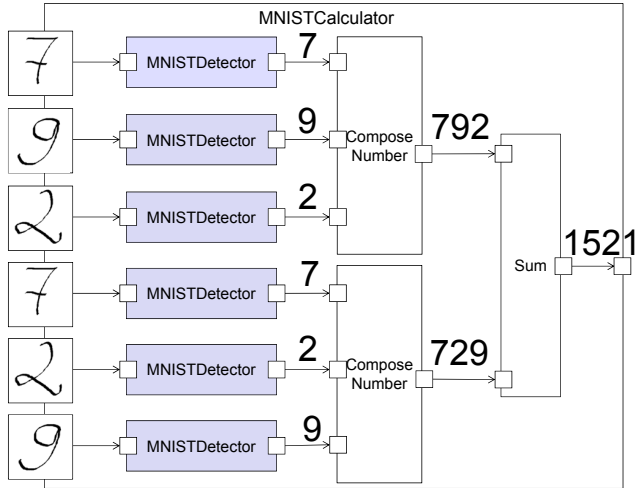 MNISTCalculator
7 MNISTDetector 7
9 MNISTDetector 9
Compose
Number
792
2 MNISTDetector 2
Sum
1521
7 MNISTDetector 7
2 MNISTDetector 2
Compose
Number
729
9 MNISTDetector 9